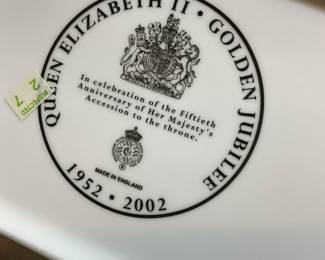 QUEEN ELIZABETH II • GOLDEN JUBILEE
In celebration of the Fiftieth
Anniversary of Her Majesty's
Accession to the throne.
MADE IN ENGLAND
1952 • 2002
INSPECTED
2 7